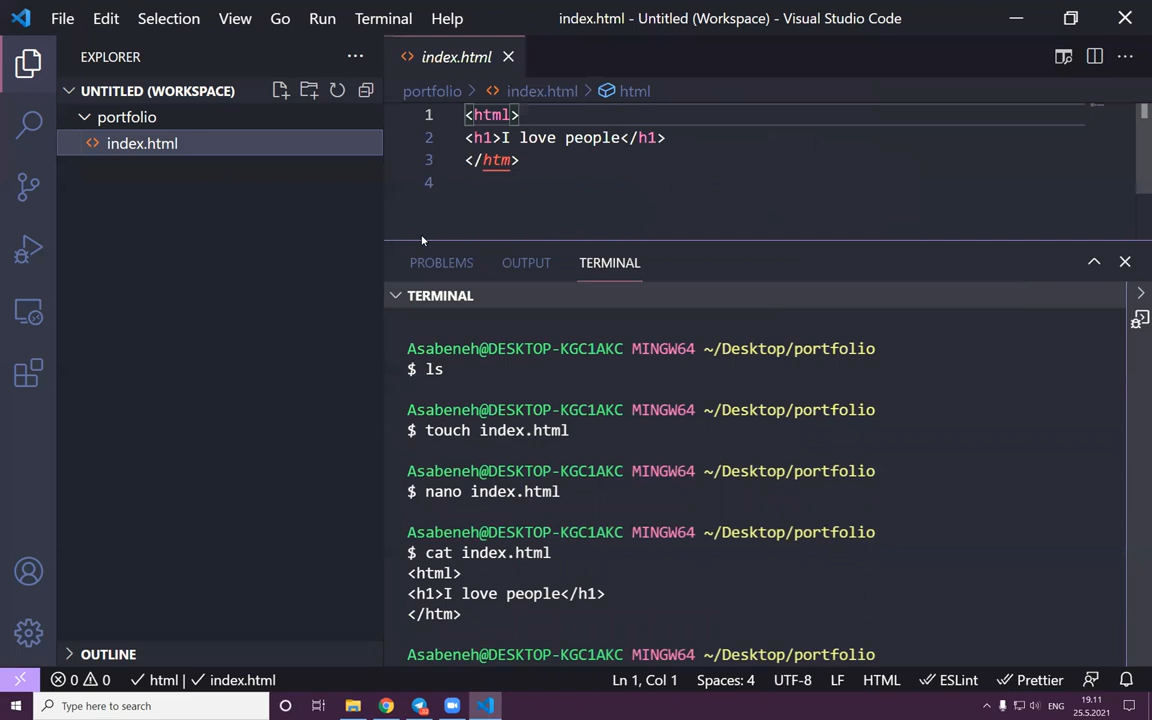 File Edit Selection View Go Run Terminal Help index.html - Untitled (Workspace) - Visual Studio Code
EXPLORER
index.html
UNTITLED (WORKSPACE)
portfolio
index.html
OUTLINE
portfolio > index.html > html
1 <html>
2 <h1>I love people</h1>
3 </htm>
4
PROBLEMS OUTPUT TERMINAL
TERMINAL
Asabeneh@DESKTOP-KGC1AKC MINGW64 ~/Desktop/portfolio
$ ls
Asabeneh@DESKTOP-KGC1AKC MINGW64 ~/Desktop/portfolio
$ touch index.html
Asabeneh@DESKTOP-KGC1AKC MINGW64 ~/Desktop/portfolio
$ nano index.html
Asabeneh@DESKTOP-KGC1AKC MINGW64 ~/Desktop/portfolio
$ cat index.html
<html>
<h1>I love people</h1>
</htm>
Asabeneh@DESKTOP-KGC1AKC MINGW64 ~/Desktop/portfolio
0 0 html | index.html Ln 1, Col 1 Spaces: 4 UTF-8 LF HTML ESLint Prettier
Type here to search ENG 19.11
25.5.2021